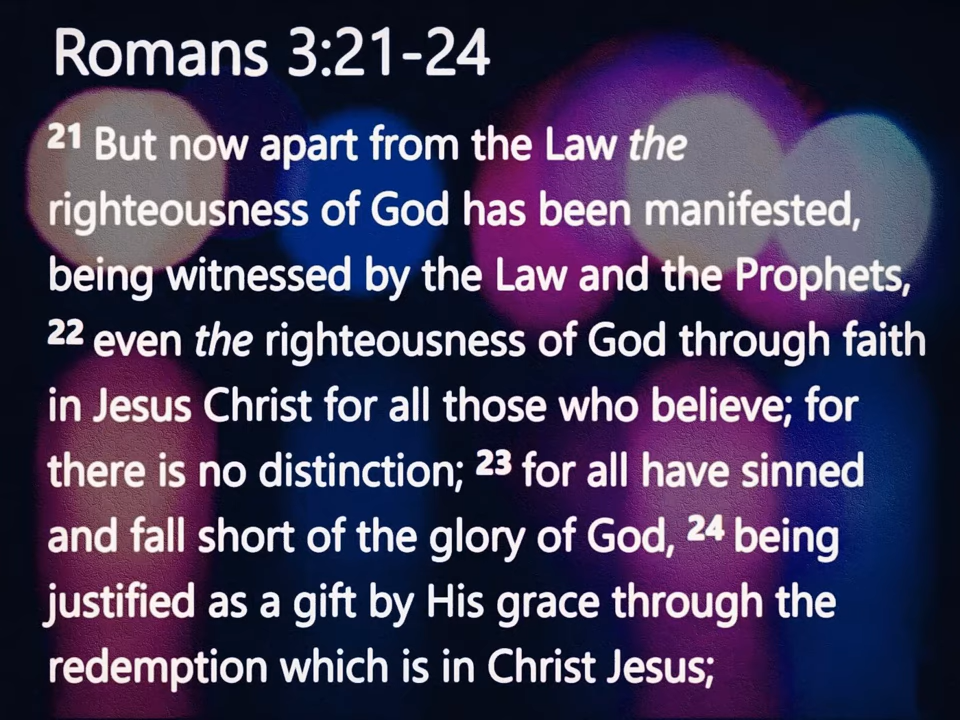 Romans 3:21-24
21 But now apart from the Law the
righteousness of God has been manifested,
being witnessed by the Law and the Prophets,
22 even the righteousness of God through faith
in Jesus Christ for all those who believe; for
there is no distinction; 23 for all have sinned
and fall short of the glory of God, 24 being
justified as a gift by His grace through the
redemption which is in Christ Jesus;